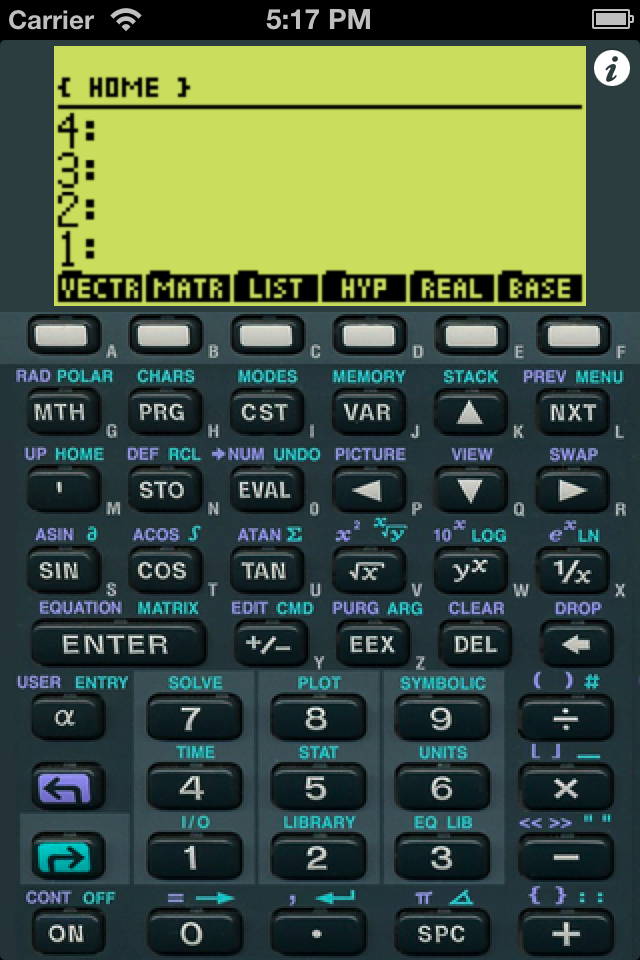 Carrier 5:17 PM
i
{ HOME }
4:
3:
2:
1:
VECTR MATR LIST HYP REAL BASE
A B C D E F
RAD POLAR CHARS MODES MEMORY STACK PREV MENU
MTH G PRG H CST I VAR J ▲ K NXT L
UP HOME DEF RCL →NUM UNDO PICTURE VIEW SWAP
' M STO N EVAL O ◀ P ▼ Q ▶ R
ASIN ∂ ACOS ∫ ATAN Σ x² ˣ√y 10ˣ LOG eˣ LN
SIN S COS T TAN U √x V yˣ W 1/x X
EQUATION MATRIX EDIT CMD PURG ARG CLEAR DROP
ENTER +/− Y EEX Z DEL ←
USER ENTRY SOLVE PLOT SYMBOLIC ( ) #
α 7 8 9 ÷
TIME STAT UNITS [ ] _
4 5 6 ×
I/O LIBRARY EQ LIB << >> " "
1 2 3 −
CONT OFF = → , ↵ π ∡ { } : :
ON 0 . SPC +